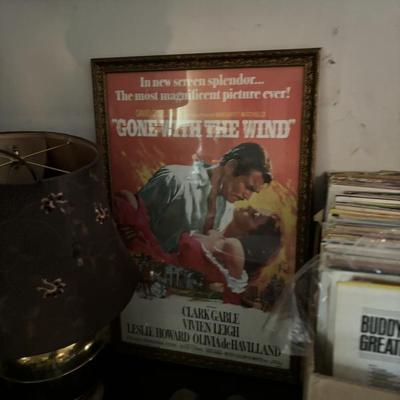 In new screen splendor...
The most magnificent picture ever!
"GONE WITH THE WIND"
CLARK GABLE
VIVIEN LEIGH
LESLIE HOWARD OLIVIA de HAVILLAND
BUDDY
GREAT